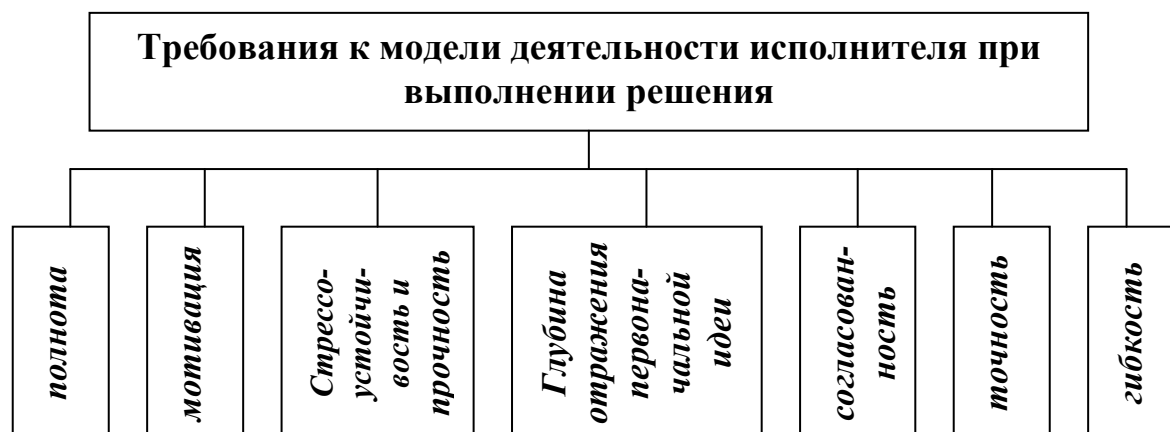 Требования к модели деятельности исполнителя при
выполнении решения
полнота
мотивация
Стрессо-
устойчи-
вость и
прочность
Глубина
отражения
первона-
чальной
идеи
согласован-
ность
точность
гибкость